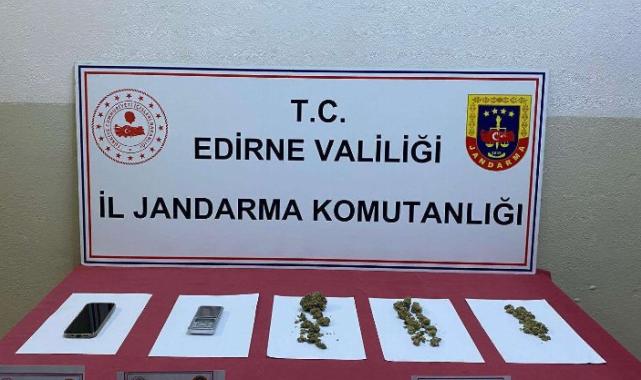 T.C.
EDİRNE VALİLİĞİ
İL JANDARMA KOMUTANLIĞI
JANDARMA